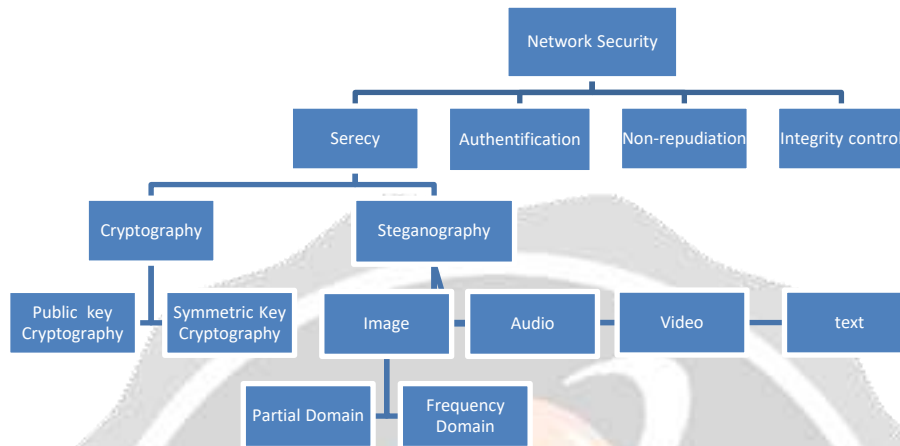 Network Security
Serecy
Authentification
Non-repudiation
Integrity control
Cryptography
Steganography
Public key
Cryptography
Symmetric Key
Cryptography
Image
Audio
Video
text
Partial Domain
Frequency
Domain